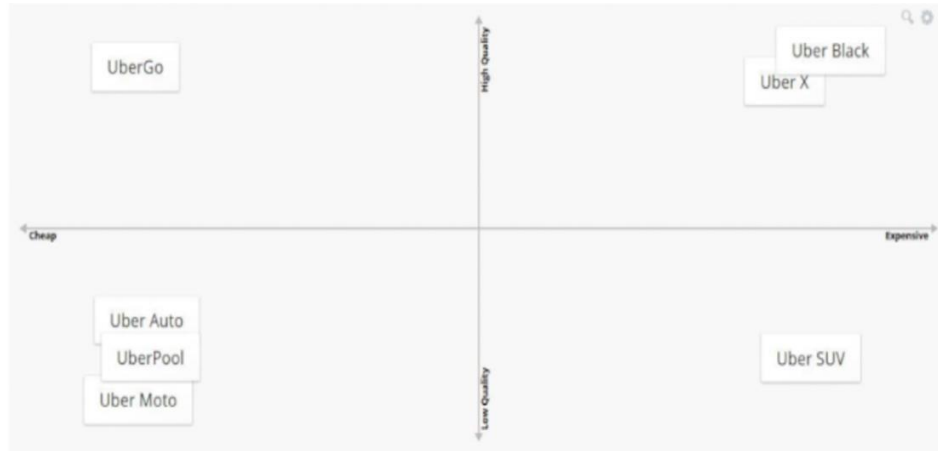 UberGo
High Quality
Uber Black
Uber X
Cheap
Expensive
Uber Auto
UberPool
Uber Moto
Low Quality
Uber SUV